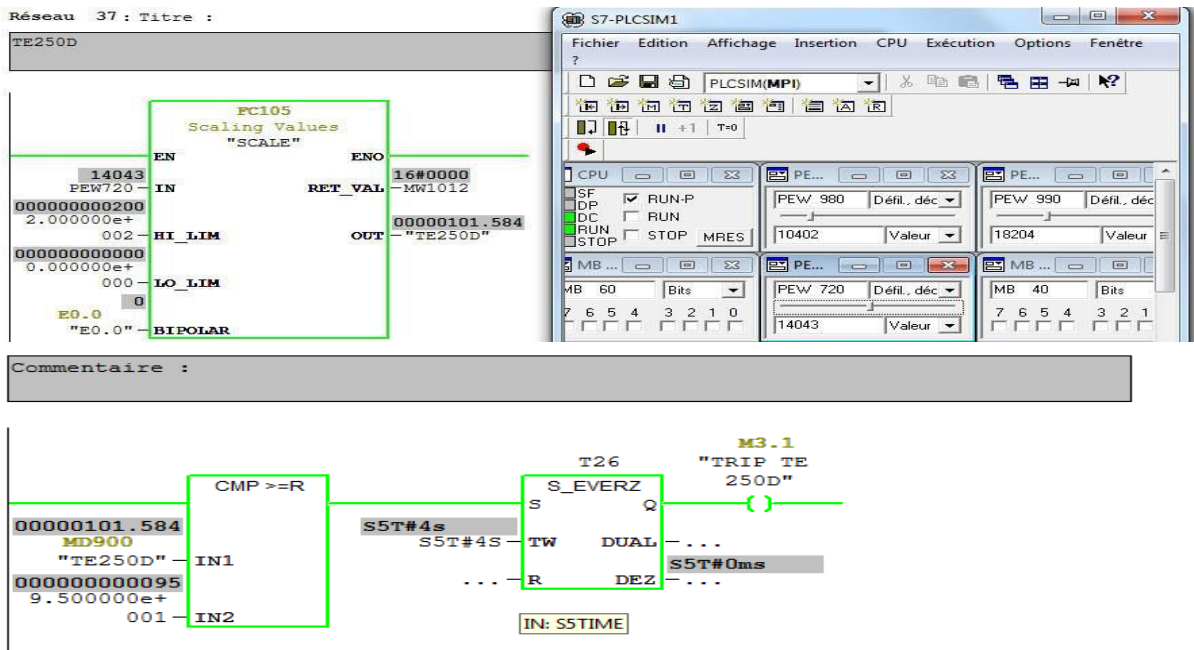 Réseau 37 : Titre :
TE250D
FC105
Scaling Values
"SCALE"
EN ENO
14043 16#0000
PEW720 IN RET_VAL MW1012
000000000200
2.000000e+ 00000101.584
002 HI_LIM OUT "TE250D"
000000000000
0.000000e+
000 LO_LIM
0
E0.0
"E0.0" BIPOLAR
S7-PLCSIM1
Fichier Edition Affichage Insertion CPU Exécution Options Fenêtre
?
PLCSIM(MPI)
+1 T=0
CPU PE... PE...
SF
DP RUN-P
DC RUN
RUN
STOP STOP MRES
PEW 980 Défil., déc
10402 Valeur
PEW 990 Défil., déc
18204 Valeur
MB ... PE... MB ...
MB 60 Bits
7 6 5 4 3 2 1 0
PEW 720 Défil., déc
14043 Valeur
MB 40 Bits
7 6 5 4 3 2 1
Commentaire :
M3.1
T26 "TRIP TE
250D"
CMP >=R S_EVERZ
S Q
00000101.584 S5T#4s
MD900 S5T#4S TW DUAL ...
"TE250D" IN1 S5T#0ms
000000000095 ... R DEZ ...
9.500000e+
001 IN2
IN: S5TIME